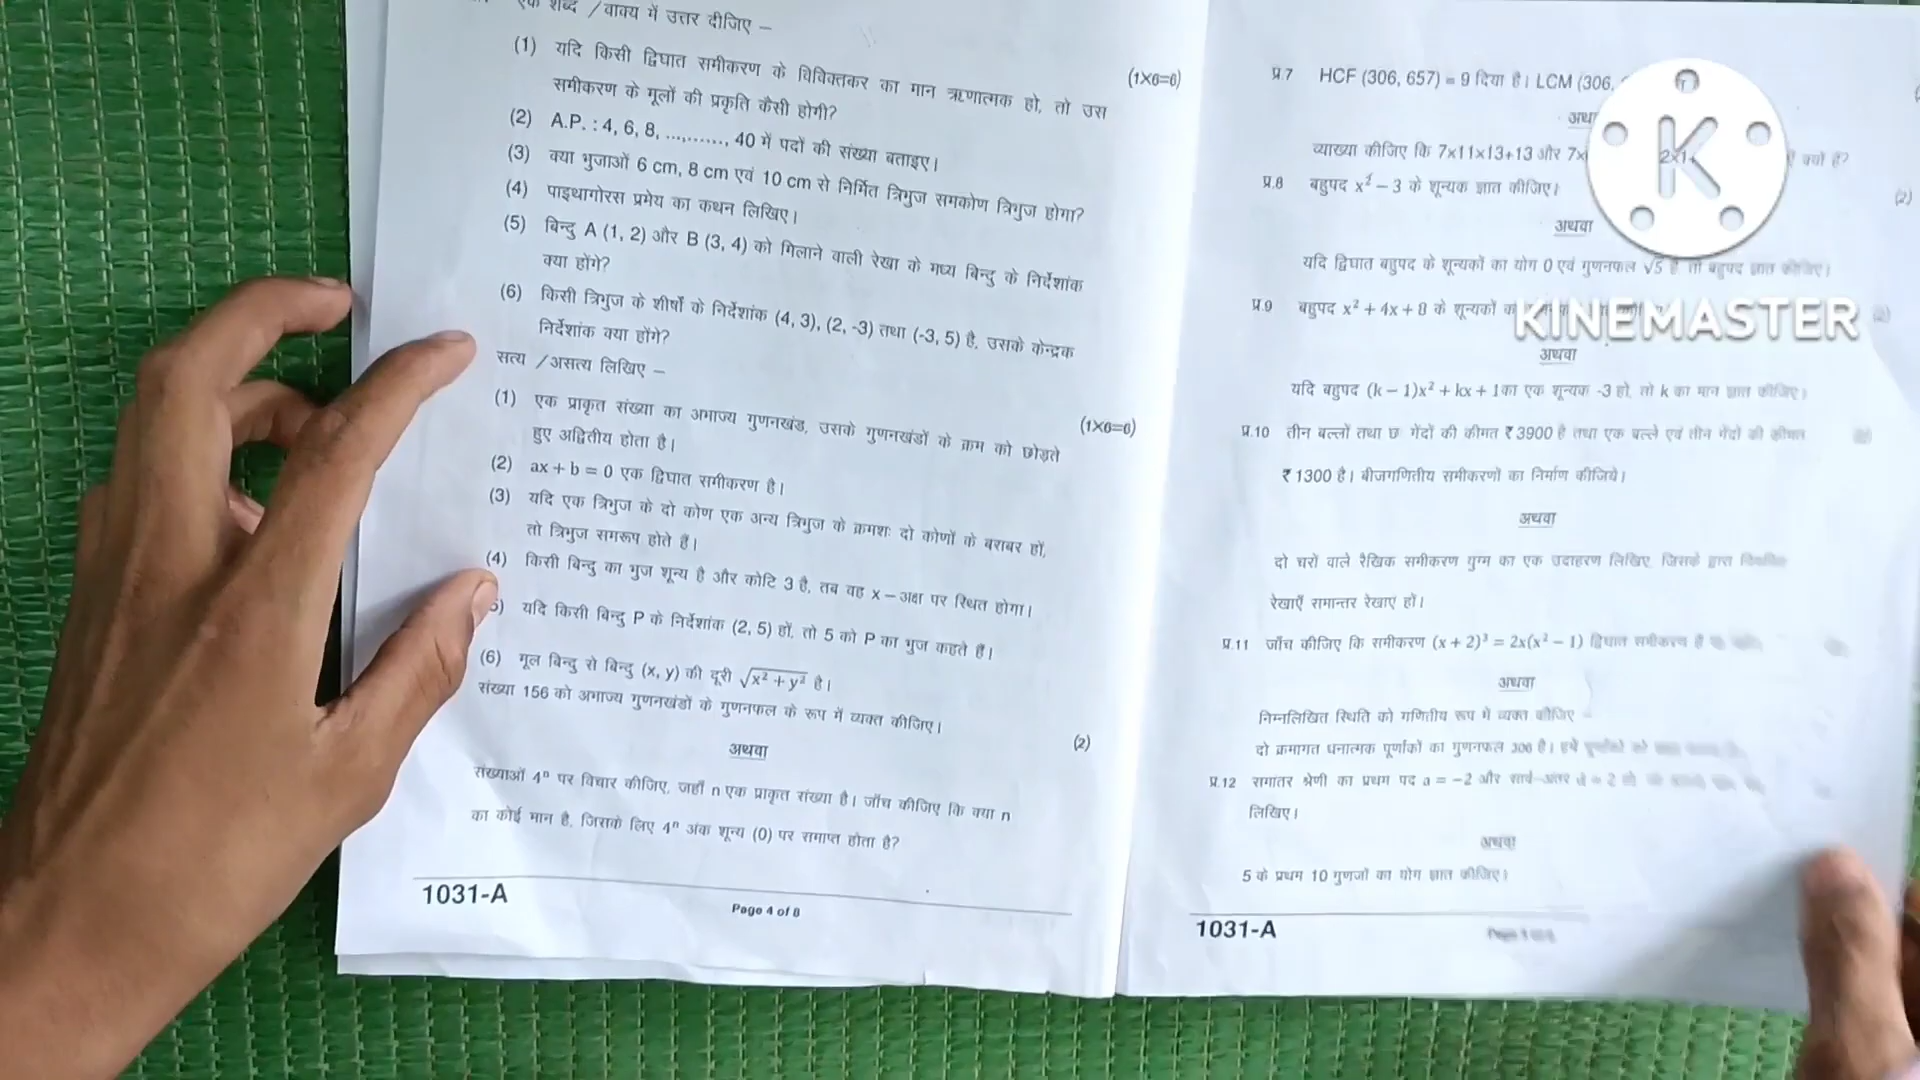 एक शब्द / वाक्य में उत्तर दीजिए –
(1) यदि किसी द्विघात समीकरण के विविक्तकर का मान ऋणात्मक हो, तो उस (1X6=6)
समीकरण के मूलों की प्रकृति कैसी होगी?
(2) A.P. : 4, 6, 8, ........., 40 में पदों की संख्या बताइए।
(3) क्या भुजाओं 6 cm, 8 cm एवं 10 cm से निर्मित त्रिभुज समकोण त्रिभुज होगा?
(4) पाइथागोरस प्रमेय का कथन लिखिए।
(5) बिन्दु A (1, 2) और B (3, 4) को मिलाने वाली रेखा के मध्य बिन्दु के निर्देशांक
क्या होंगे?
(6) किसी त्रिभुज के शीर्षों के निर्देशांक (4, 3), (2, -3) तथा (-3, 5) है, उसके केन्द्रक
निर्देशांक क्या होंगे?
सत्य / असत्य लिखिए –
(1) एक प्राकृत संख्या का अभाज्य गुणनखंड, उसके गुणनखंडों के क्रम को छोड़ते (1X6=6)
हुए अद्वितीय होता है।
(2) ax + b = 0 एक द्विघात समीकरण है।
(3) यदि एक त्रिभुज के दो कोण एक अन्य त्रिभुज के क्रमशः दो कोणों के बराबर हों,
तो त्रिभुज समरूप होते हैं।
(4) किसी बिन्दु का भुज शून्य है और कोटि 3 है, तब वह x – अक्ष पर स्थित होगा।
5) यदि किसी बिन्दु P के निर्देशांक (2, 5) हों, तो 5 को P का भुज कहते हैं।
(6) मूल बिन्दु से बिन्दु (x, y) की दूरी √x² + y² है।
संख्या 156 को अभाज्य गुणनखंडों के गुणनफल के रूप में व्यक्त कीजिए।
(2)
अथवा
संख्याओं 4ⁿ पर विचार कीजिए, जहाँ n एक प्राकृत संख्या है। जाँच कीजिए कि क्या n
का कोई मान है, जिसके लिए 4ⁿ अंक शून्य (0) पर समाप्त होता है?
1031-A
Page 4 of 8
प्र.7 HCF (306, 657) = 9 दिया है। LCM (306,
व्याख्या कीजिए कि 7x11x13+13 और
प्र.8 बहुपद x² – 3 के शून्यक ज्ञात कीजिए। (2)
अथवा
यदि द्विघात बहुपद के शून्यकों का योग 0 एवं गुणनफल √5 है, तो बहुपद ज्ञात कीजिए।
प्र.9 बहुपद x² + 4x + 8 के शून्यकों
KINEMASTER
अथवा
यदि बहुपद (k – 1)x² + kx + 1 का एक शून्यक -3 हो, तो k का मान ज्ञात कीजिए।
प्र.10 तीन बल्लों तथा छः गेंदों की कीमत ₹ 3900 है तथा एक बल्ले एवं तीन गेंदों की कीमत
₹ 1300 है। बीजगणितीय समीकरणों का निर्माण कीजिये।
अथवा
दो चरों वाले रैखिक समीकरण युग्म का एक उदाहरण लिखिए, जिसके द्वारा
रेखाएँ समान्तर रेखाएं हों।
प्र.11 जाँच कीजिए कि समीकरण (x + 2)³ = 2x(x² – 1) द्विघात समीकरण है
अथवा
निम्नलिखित स्थिति को गणितीय रूप में व्यक्त कीजिए –
दो क्रमागत धनात्मक पूर्णांकों का गुणनफल 306 है।
प्र.12 समांतर श्रेणी का प्रथम पद a = –2 और सार्व-अंतर d = 2
लिखिए।
अथवा
5 के प्रथम 10 गुणजों का योग ज्ञात कीजिए।
1031-A